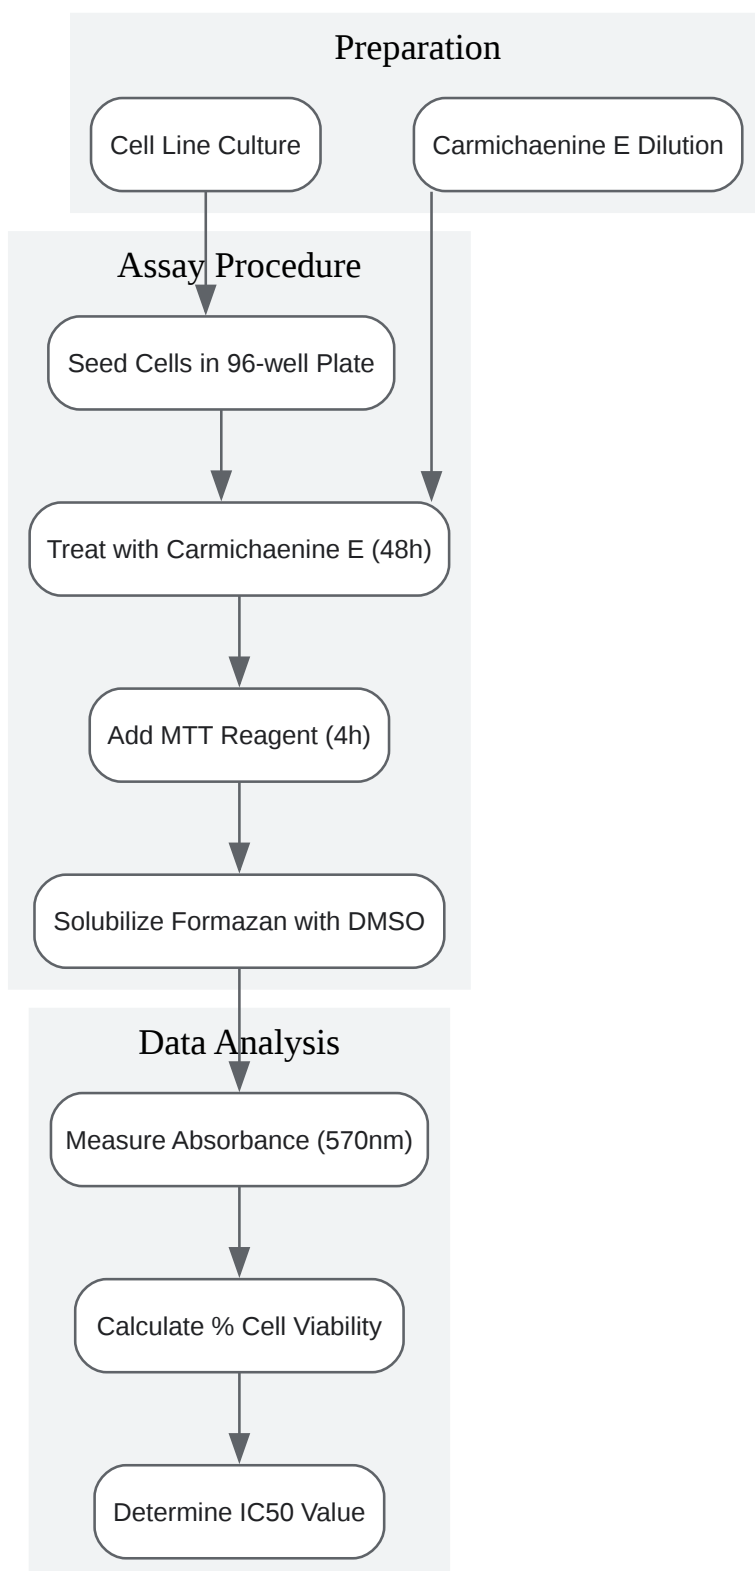 Preparation
Cell Line Culture
Carmichaenine E Dilution
Assay Procedure
Seed Cells in 96-well Plate
Treat with Carmichaenine E (48h)
Add MTT Reagent (4h)
Solubilize Formazan with DMSO
Data Analysis
Measure Absorbance (570nm)
Calculate % Cell Viability
Determine IC50 Value